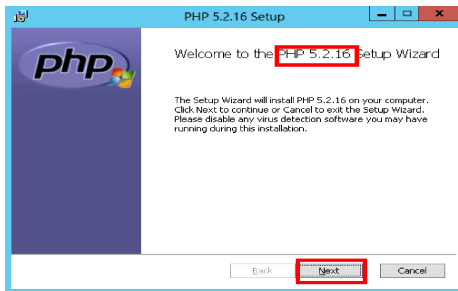 PHP 5.2.16 Setup
php
Welcome to the PHP 5.2.16 Setup Wizard
The Setup Wizard will install PHP 5.2.16 on your computer.
Click Next to continue or Cancel to exit the Setup Wizard.
Please disable any virus detection software you may have
running during this installation.
Back Next Cancel